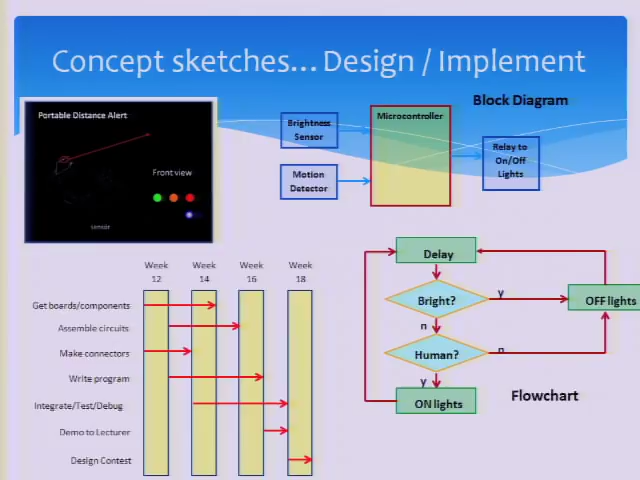 Concept sketches... Design / Implement
Portable Distance Alert
Front view
sensor
Block Diagram
Brightness
Sensor
Motion
Detector
Microcontroller
Relay to
On/Off
Lights
Week
12
Week
14
Week
16
Week
18
Get boards/components
Assemble circuits
Make connectors
Write program
Integrate/Test/Debug
Demo to Lecturer
Design Contest
Delay
Bright?
y
OFF lights
n
Human?
n
y
ON lights
Flowchart